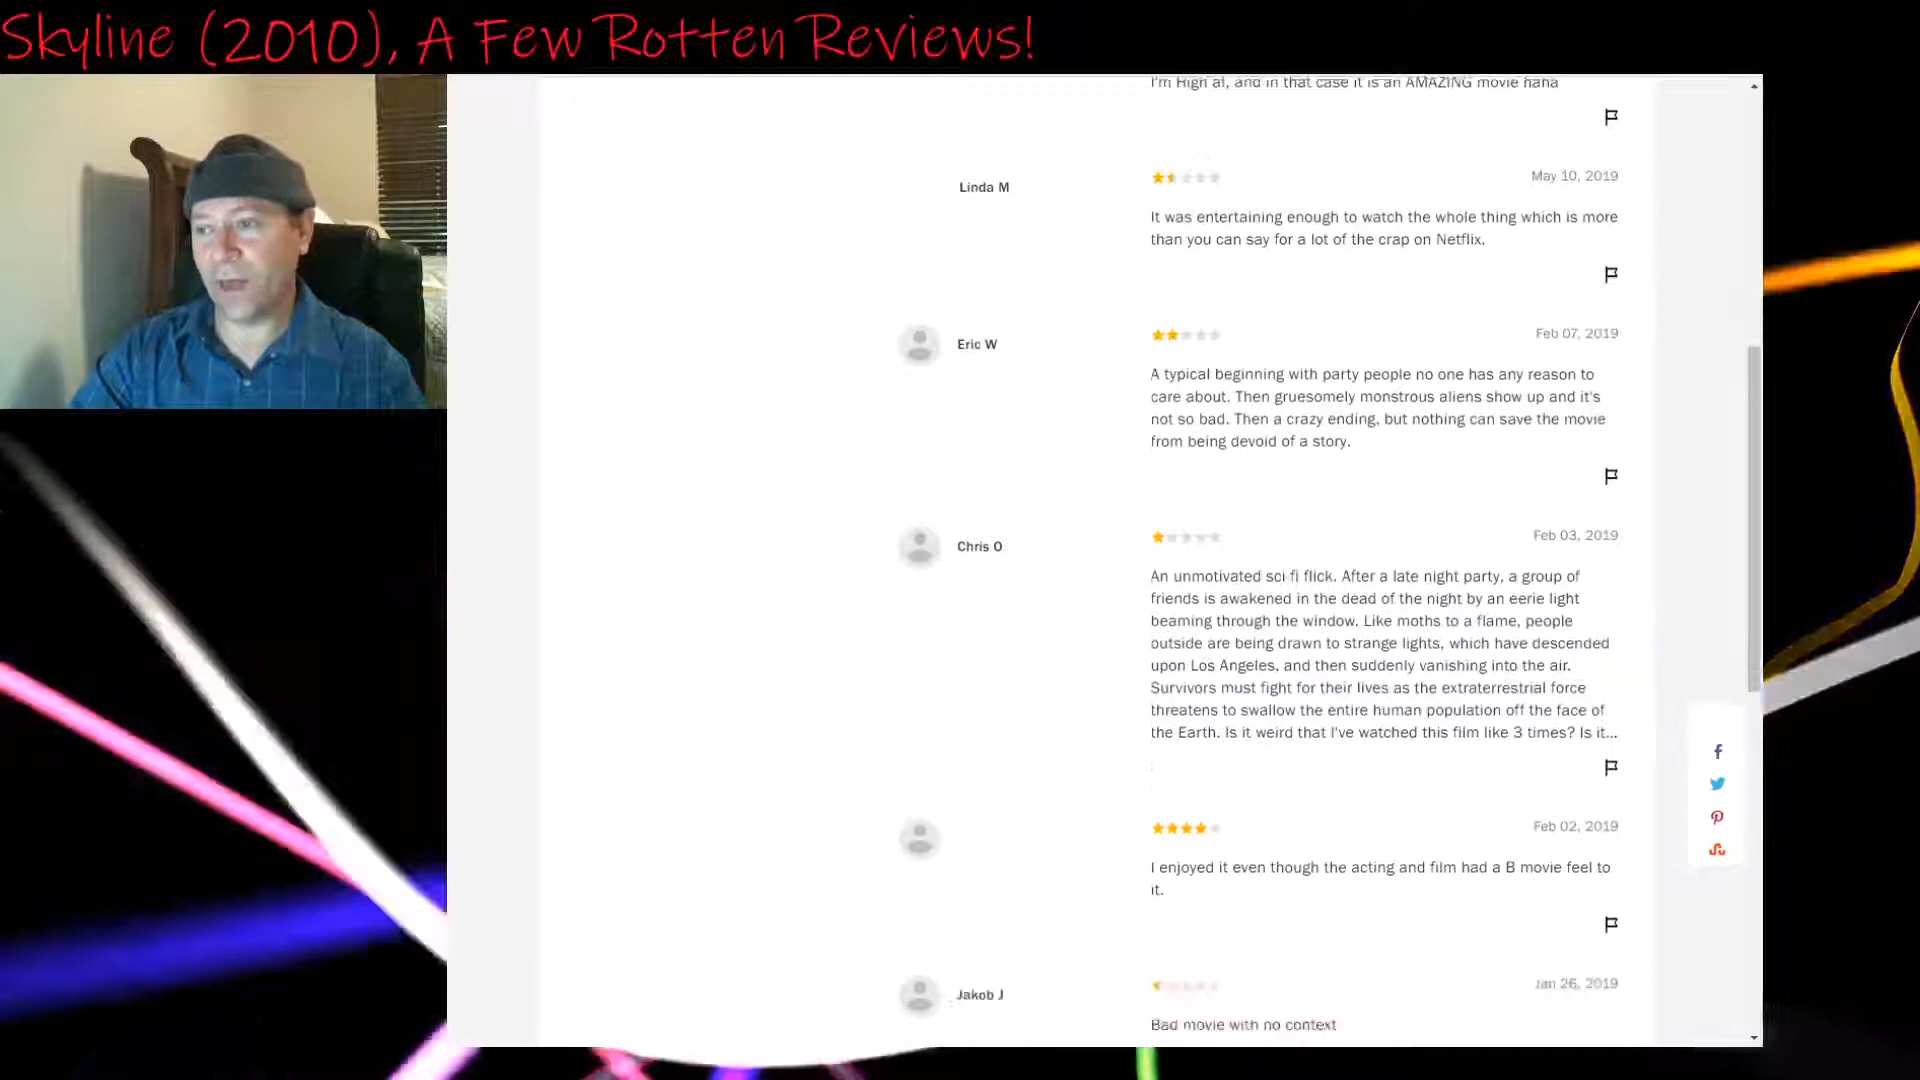 Skyline (2010), A Few Rotten Reviews!
I'm High af, and in that case it is an AMAZING movie haha
Linda M
May 10, 2019
It was entertaining enough to watch the whole thing which is more
than you can say for a lot of the crap on Netflix.
Eric W
Feb 07, 2019
A typical beginning with party people no one has any reason to
care about. Then gruesomely monstrous aliens show up and it's
not so bad. Then a crazy ending, but nothing can save the movie
from being devoid of a story.
Chris O
Feb 03, 2019
An unmotivated sci fi flick. After a late night party, a group of
friends is awakened in the dead of the night by an eerie light
beaming through the window. Like moths to a flame, people
outside are being drawn to strange lights, which have descended
upon Los Angeles, and then suddenly vanishing into the air.
Survivors must fight for their lives as the extraterrestrial force
threatens to swallow the entire human population off the face of
the Earth. Is it weird that I've watched this film like 3 times? Is it...
Feb 02, 2019
I enjoyed it even though the acting and film had a B movie feel to
it.
Jakob J
Jan 26, 2019
Bad movie with no context